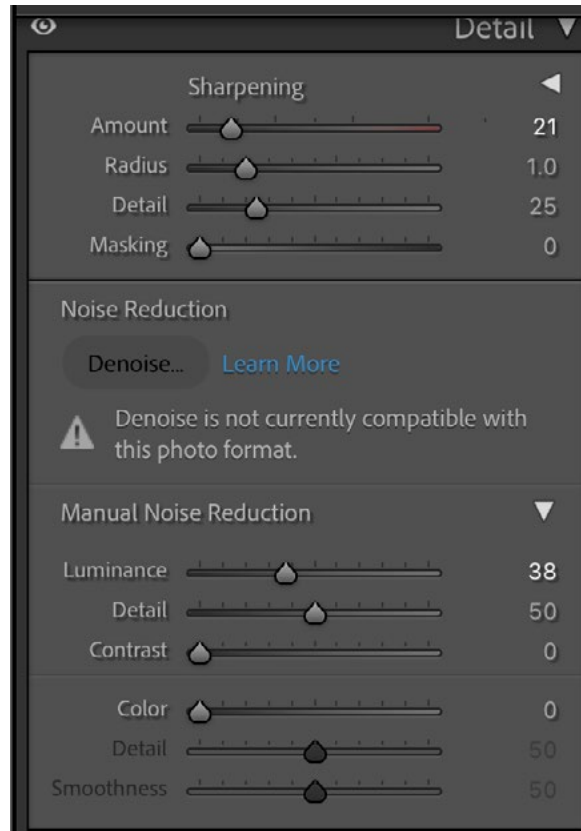 Detail
Sharpening
Amount 21
Radius 1.0
Detail 25
Masking 0
Noise Reduction
Denoise... Learn More
Denoise is not currently compatible with
this photo format.
Manual Noise Reduction
Luminance 38
Detail 50
Contrast 0
Color 0
Detail 50
Smoothness 50